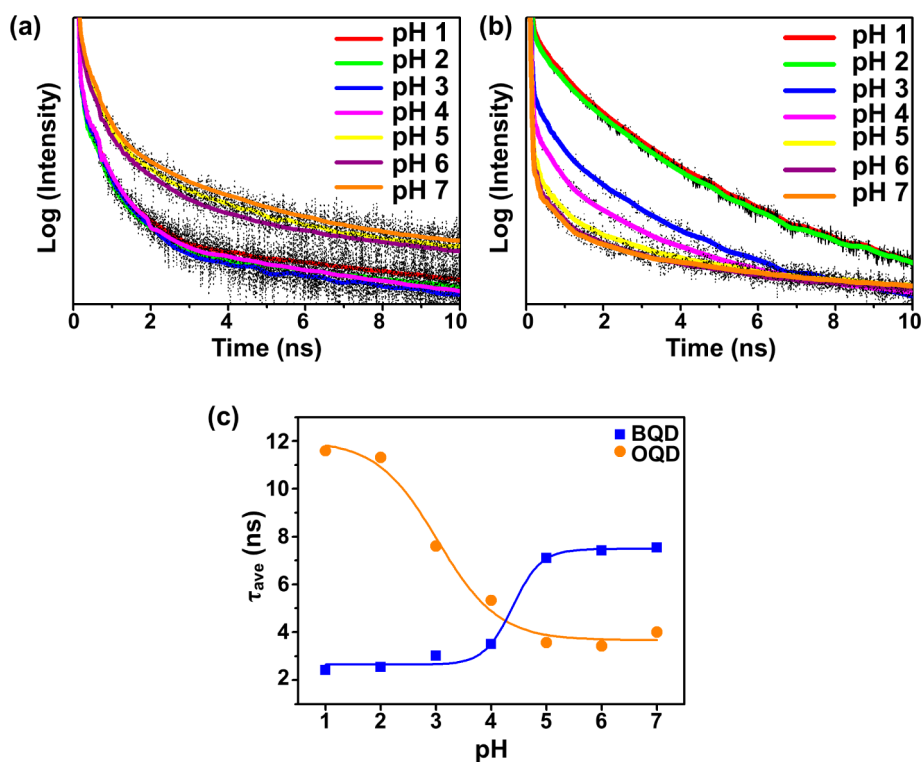 (a)
pH 1
pH 2
pH 3
pH 4
pH 5
pH 6
pH 7
Log (Intensity)
0 2 4 6 8 10
Time (ns)
(b)
pH 1
pH 2
pH 3
pH 4
pH 5
pH 6
pH 7
Log (Intensity)
0 2 4 6 8 10
Time (ns)
(c)
BQD
OQD
12
10
8
6
4
2
τave (ns)
1 2 3 4 5 6 7
pH